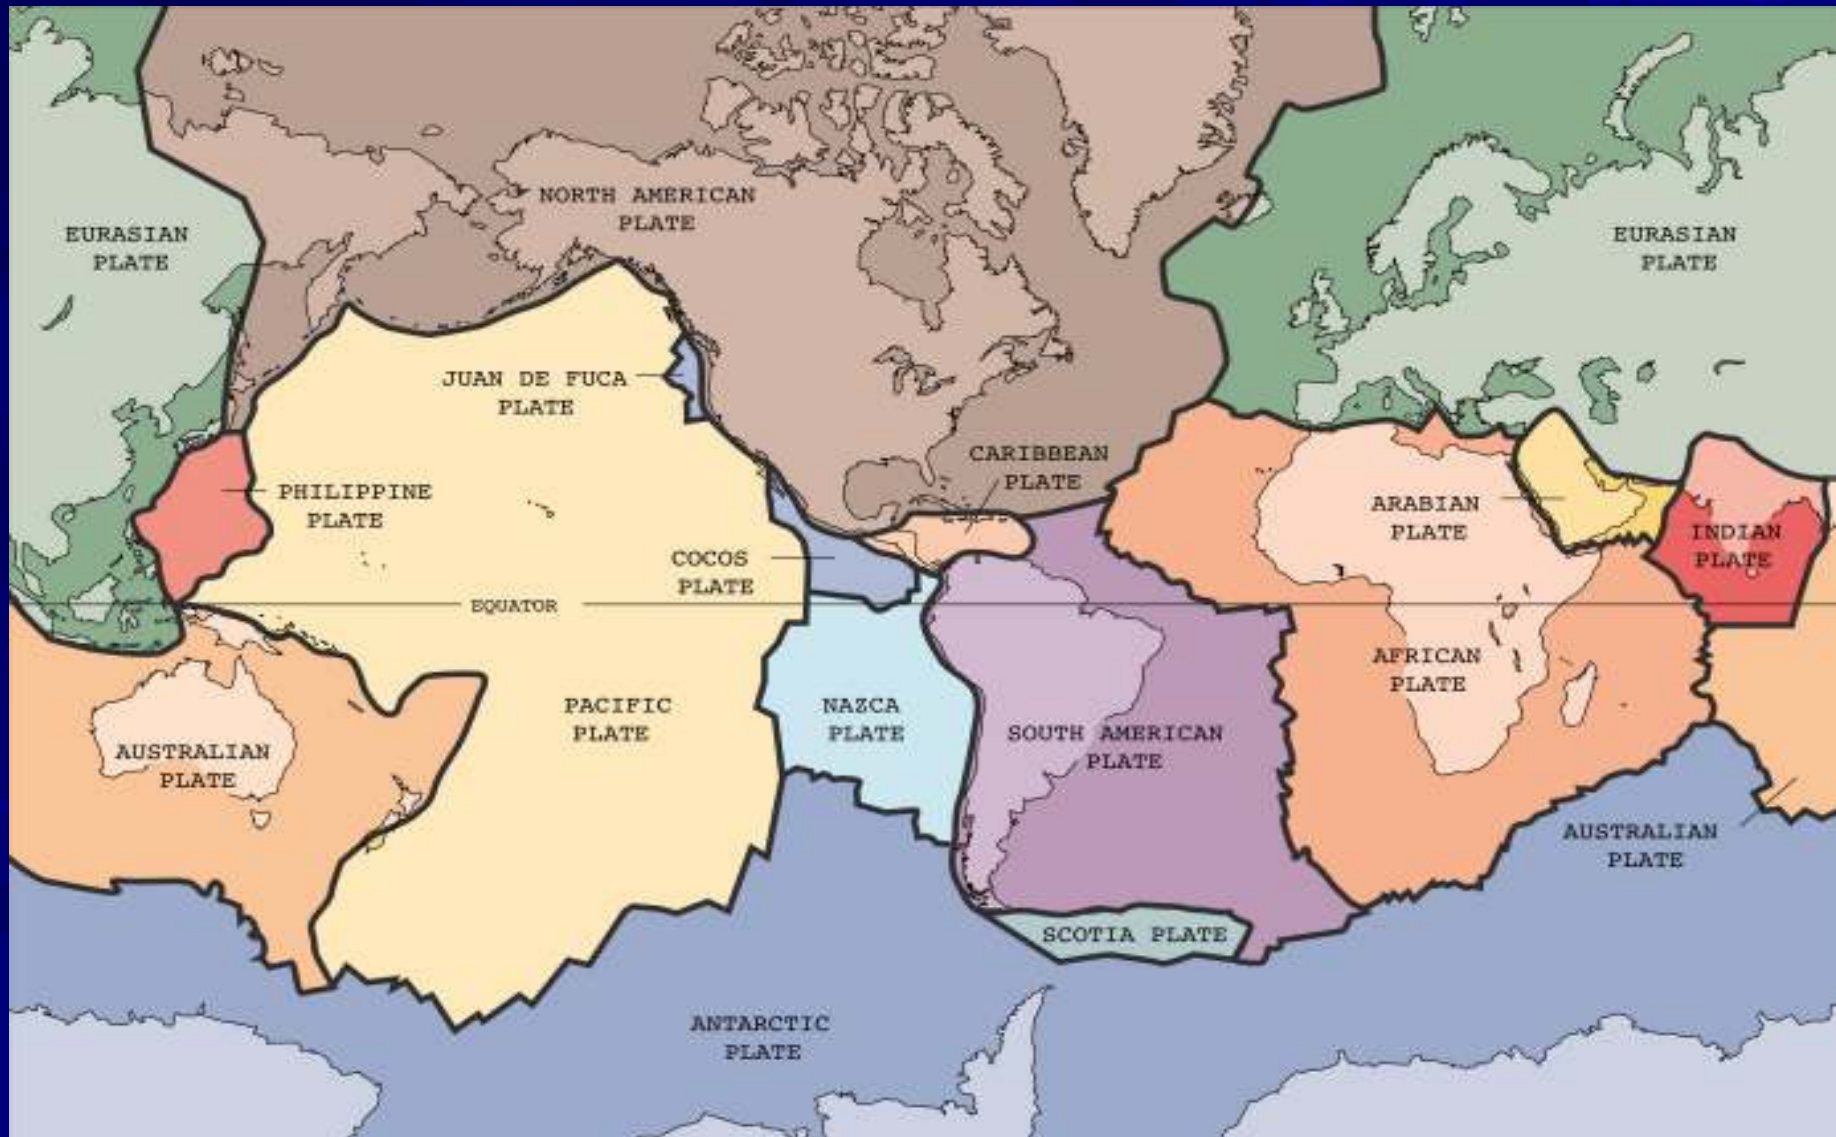 NORTH AMERICAN
PLATE
EURASIAN
PLATE
EURASIAN
PLATE
JUAN DE FUCA
PLATE
CARIBBEAN
PLATE
PHILIPPINE
PLATE
ARABIAN
PLATE
INDIAN
PLATE
COCOS
PLATE
EQUATOR
AFRICAN
PLATE
PACIFIC
PLATE
NAZCA
PLATE
SOUTH AMERICAN
PLATE
AUSTRALIAN
PLATE
AUSTRALIAN
PLATE
SCOTIA PLATE
ANTARCTIC
PLATE